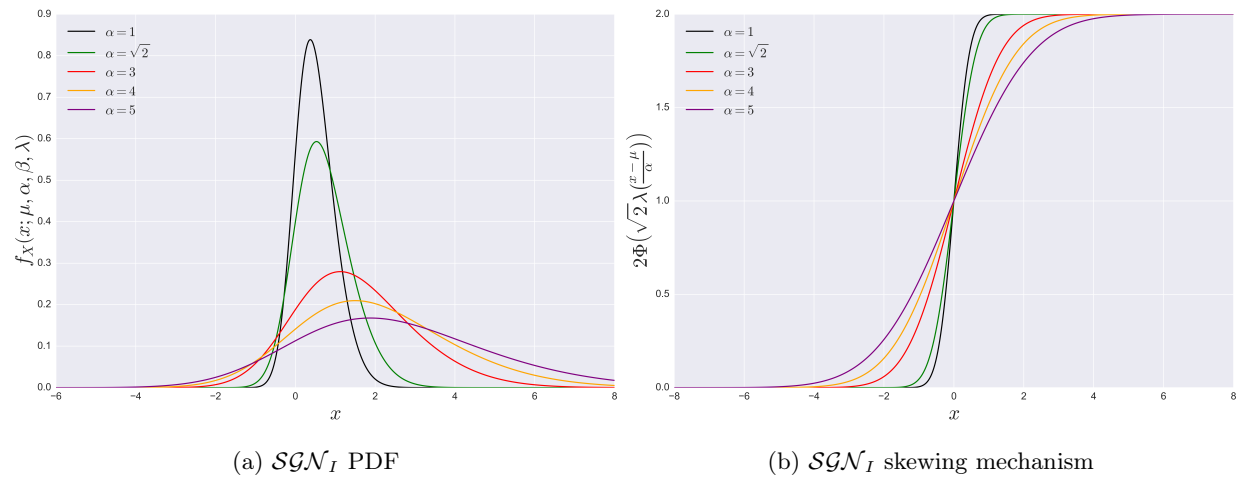 0.9
0.8
0.7
0.6
0.5
0.4
0.3
0.2
0.1
0.0
f_X(x; μ, α, β, λ)
α = 1
α = √2
α = 3
α = 4
α = 5
−6 −4 −2 0 2 4 6 8
x
(a) SGN_I PDF
2.0
1.5
1.0
0.5
0.0
2Φ(√2 λ(x − μ/α))
α = 1
α = √2
α = 3
α = 4
α = 5
−8 −6 −4 −2 0 2 4 6 8
x
(b) SGN_I skewing mechanism